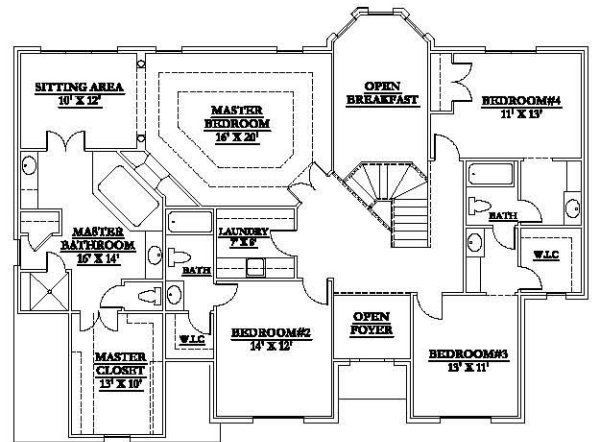 SITTING AREA
10' X 12'
MASTER
BEDROOM
16' X 20'
OPEN
BREAKFAST
BEDROOM#4
11' X 13'
MASTER
BATHROOM
16' X 14'
LAUNDRY
7' X 6'
BATH
BATH
W.I.C
W.I.C
BEDROOM#2
14' X 12'
OPEN
FOYER
BEDROOM#3
13' X 11'
MASTER
CLOSET
13' X 10'